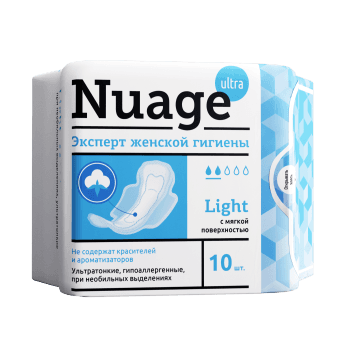 Nuage
ultra
Эксперт женской гигиены
Light
с мягкой
поверхностью
Не содержат красителей
и ароматизаторов
Ультратонкие, гипоаллергенные,
при необильных выделениях
10 шт.
Открывать